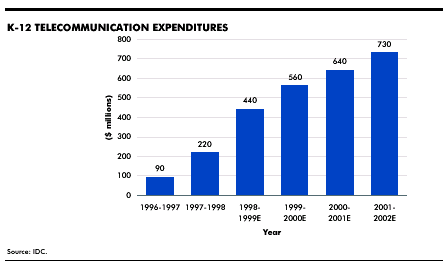 K-12 TELECOMMUNICATION EXPENDITURES
800
700
600
500
400
300
200
100
0
($ millions)
90
220
440
560
640
730
1996-1997 1997-1998 1998- 1999- 2000- 2001-
1999E 2000E 2001E 2002E
Year
Source: IDC.